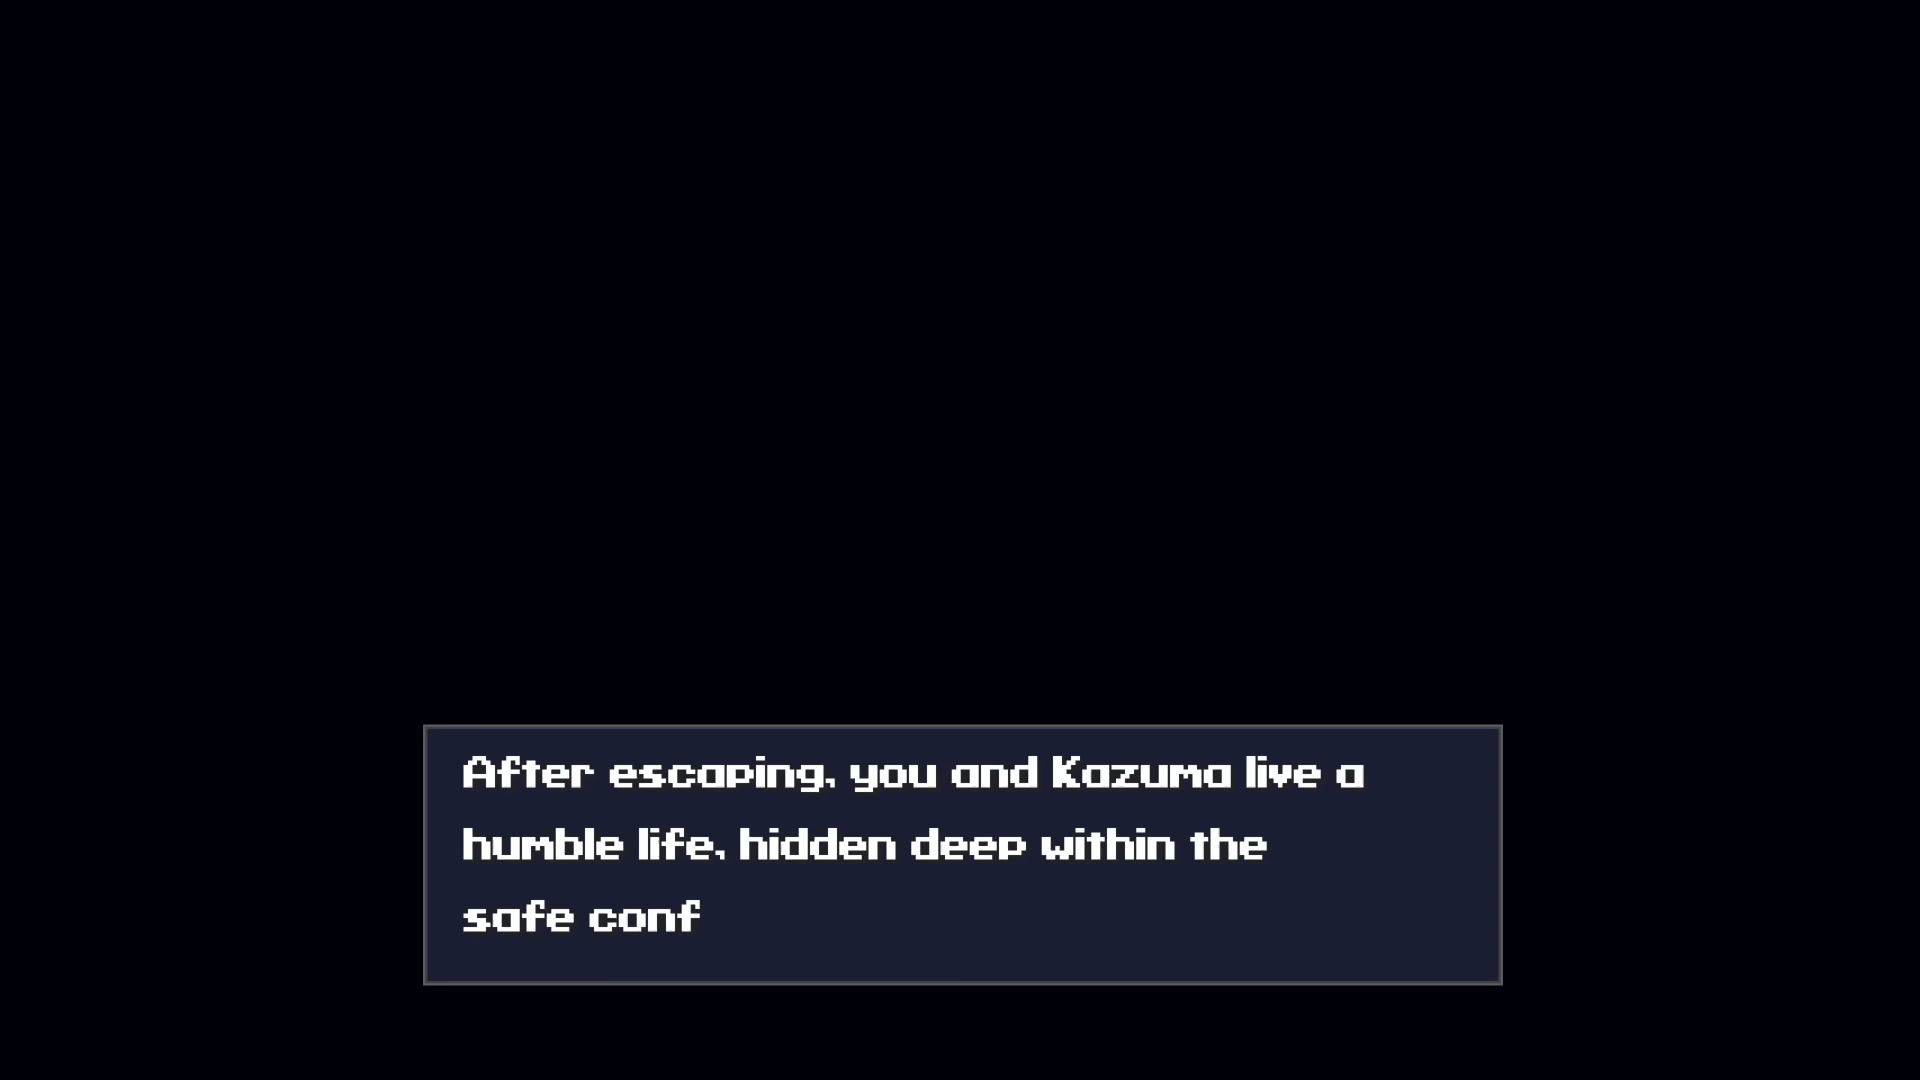 After escaping, you and Kazuma live a
humble life, hidden deep within the
safe conf